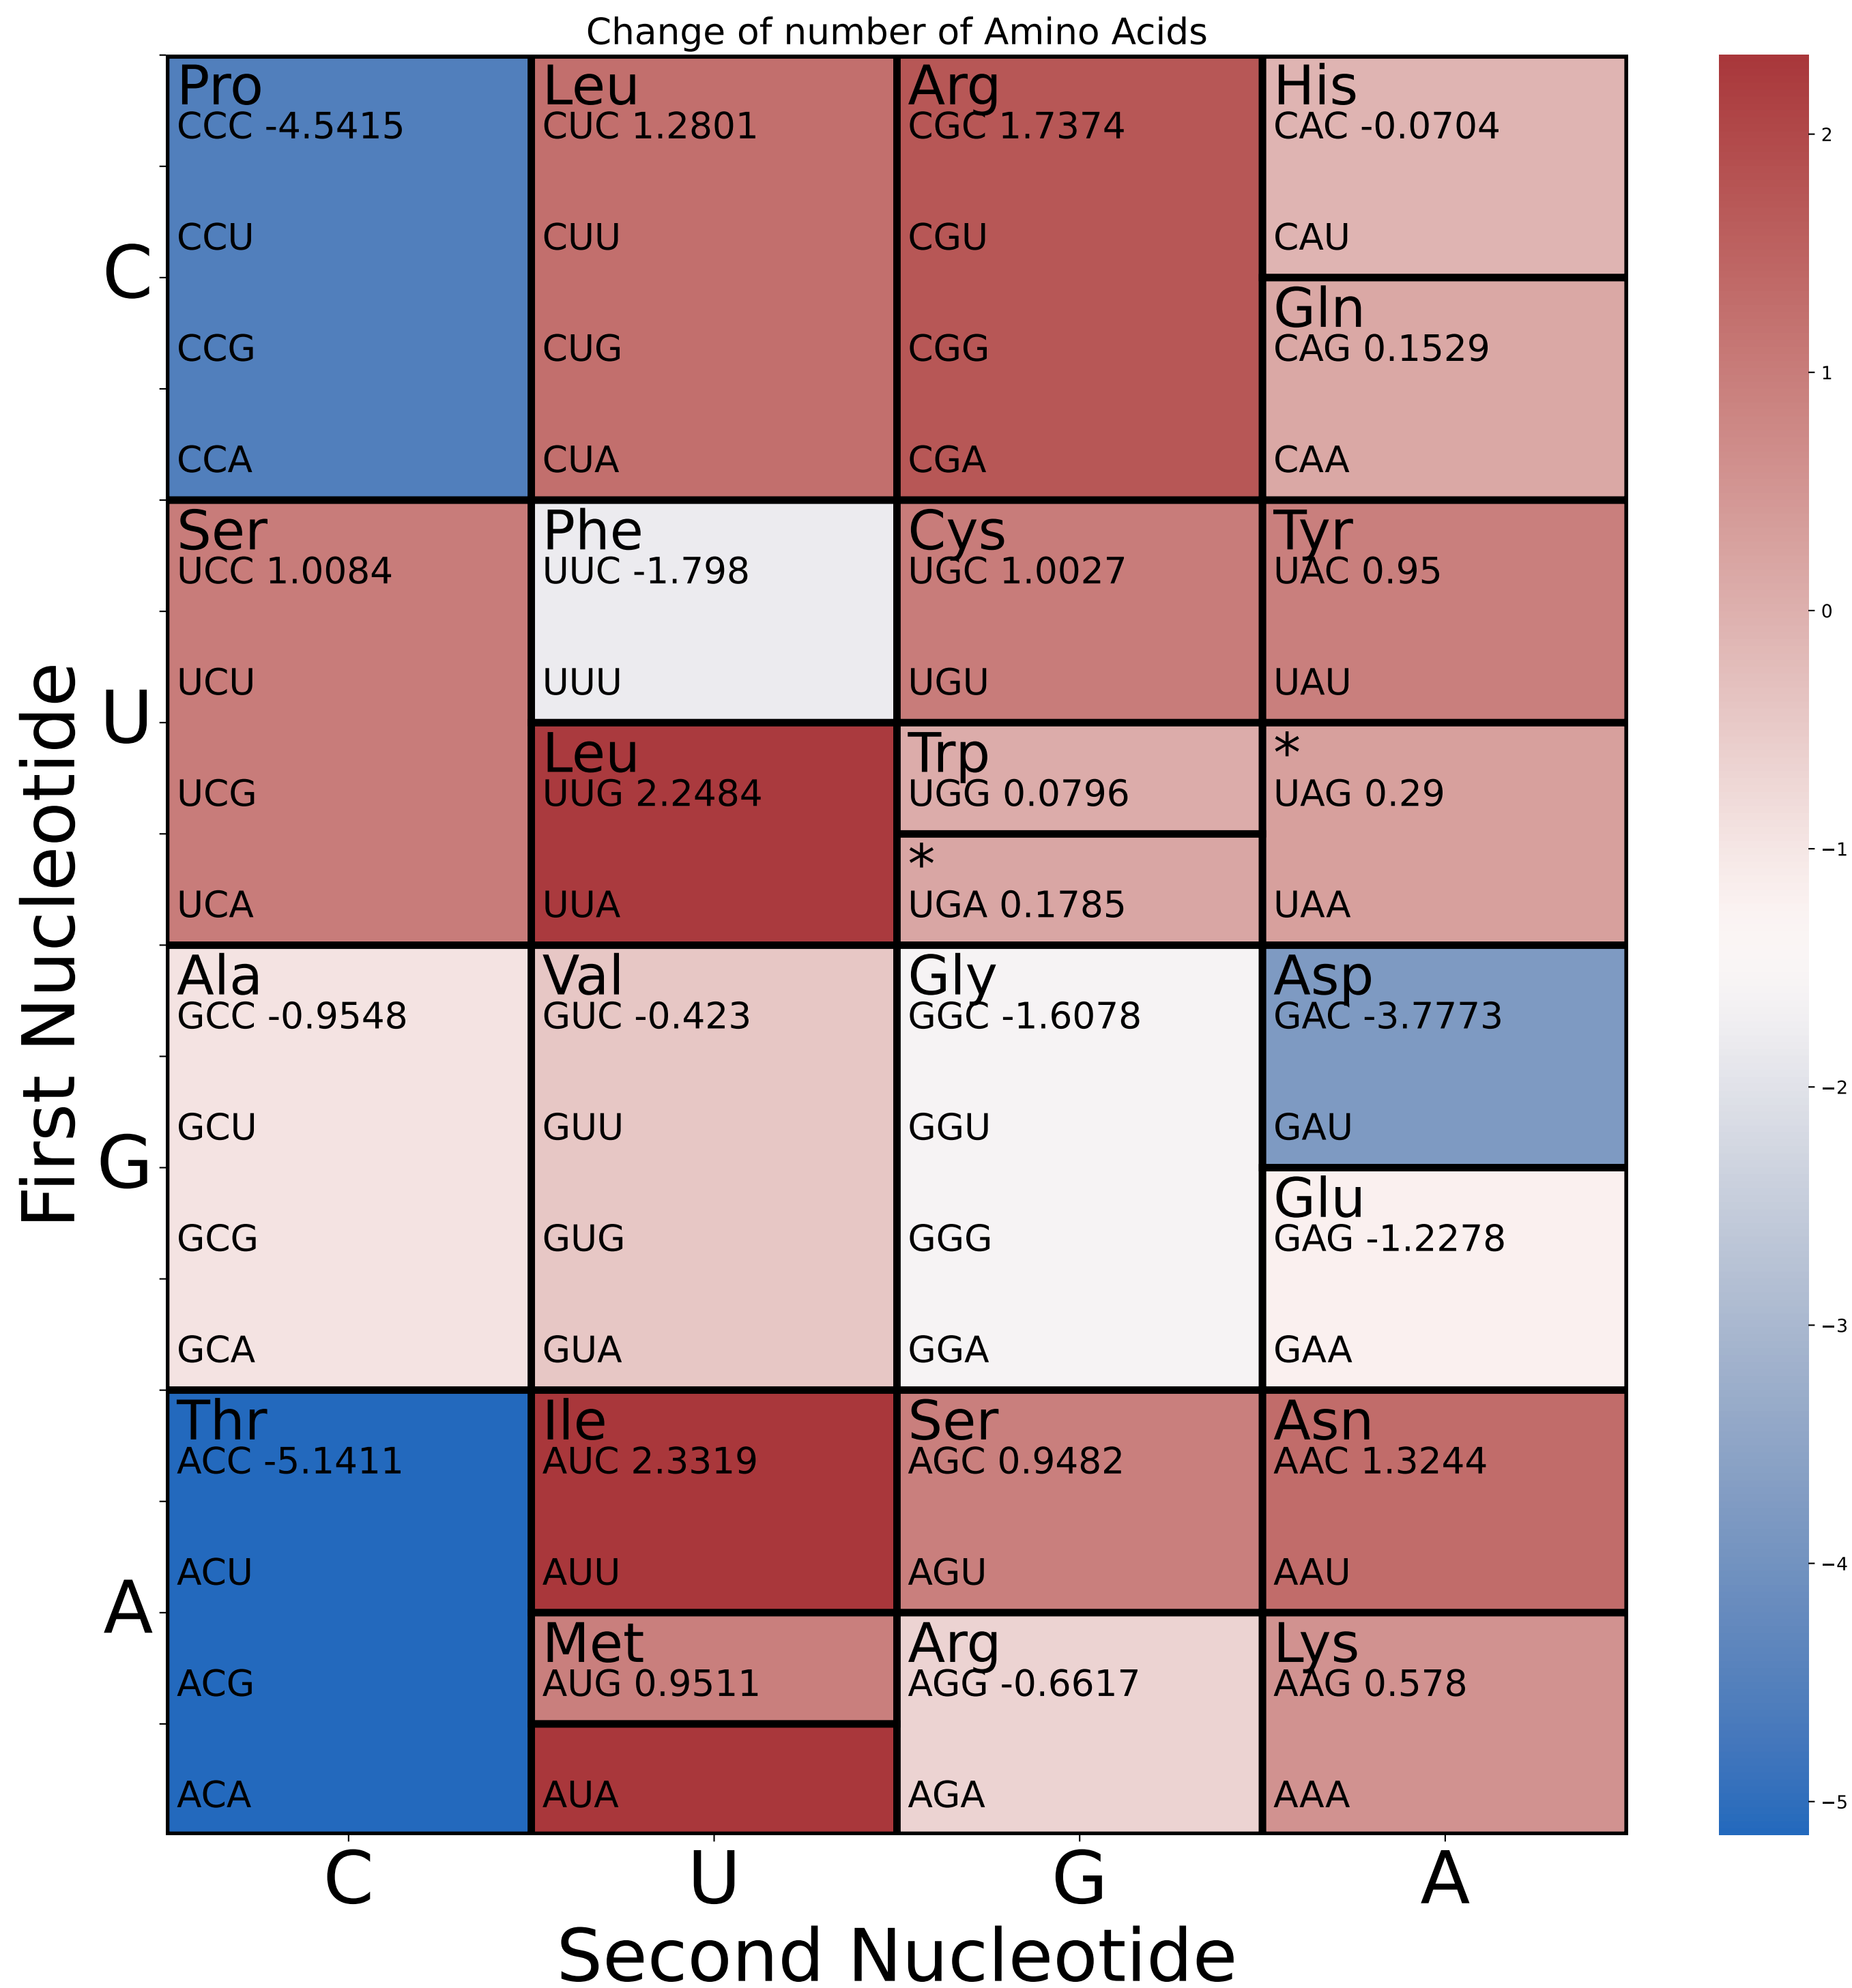 Change of number of Amino Acids
Pro
CCC -4.5415
CCU
CCG
CCA
Leu
CUC 1.2801
CUU
CUG
CUA
Arg
CGC 1.7374
CGU
CGG
CGA
His
CAC -0.0704
CAU
Gln
CAG 0.1529
CAA
Ser
UCC 1.0084
UCU
UCG
UCA
Phe
UUC -1.798
UUU
Leu
UUG 2.2484
UUA
Cys
UGC 1.0027
UGU
Trp
UGG 0.0796
*
UGA 0.1785
Tyr
UAC 0.95
UAU
*
UAG 0.29
UAA
Ala
GCC -0.9548
GCU
GCG
GCA
Val
GUC -0.423
GUU
GUG
GUA
Gly
GGC -1.6078
GGU
GGG
GGA
Asp
GAC -3.7773
GAU
Glu
GAG -1.2278
GAA
Thr
ACC -5.1411
ACU
ACG
ACA
Ile
AUC 2.3319
AUU
Met
AUG 0.9511
AUA
Ser
AGC 0.9482
AGU
Arg
AGG -0.6617
AGA
Asn
AAC 1.3244
AAU
Lys
AAG 0.578
AAA
C
U
G
A
First Nucleotide
C
U
G
A
Second Nucleotide
2
1
0
−1
−2
−3
−4
−5